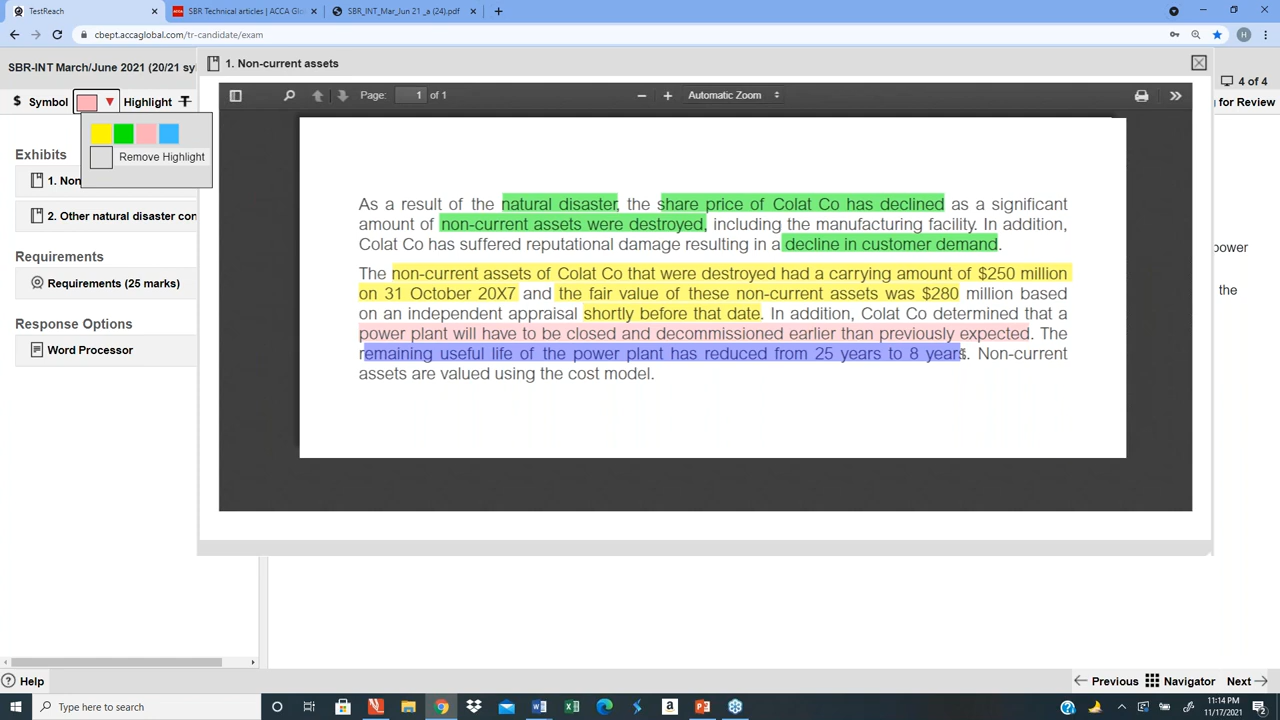 TestReach
SBR Technical articles | ACCA Glo
SBR_INT_Mar_Jun 21 _a (24).pdf
cbept.accaglobal.com/tr-candidate/exam
H
SBR-INT March/June 2021 (20/21 sy
1. Non-current assets
4 of 4
$ Symbol
Highlight
Page: 1 of 1
Automatic Zoom
g for Review
Remove Highlight
Exhibits
1. Non
2. Other natural disaster con
Requirements
Requirements (25 marks)
Response Options
Word Processor
As a result of the natural disaster, the share price of Colat Co has declined as a significant
amount of non-current assets were destroyed, including the manufacturing facility. In addition,
Colat Co has suffered reputational damage resulting in a decline in customer demand.
The non-current assets of Colat Co that were destroyed had a carrying amount of $250 million
on 31 October 20X7 and the fair value of these non-current assets was $280 million based
on an independent appraisal shortly before that date. In addition, Colat Co determined that a
power plant will have to be closed and decommissioned earlier than previously expected. The
remaining useful life of the power plant has reduced from 25 years to 8 years. Non-current
assets are valued using the cost model.
power
the
Help
Previous
Navigator
Next
Type here to search
11:14 PM
11/17/2021
2